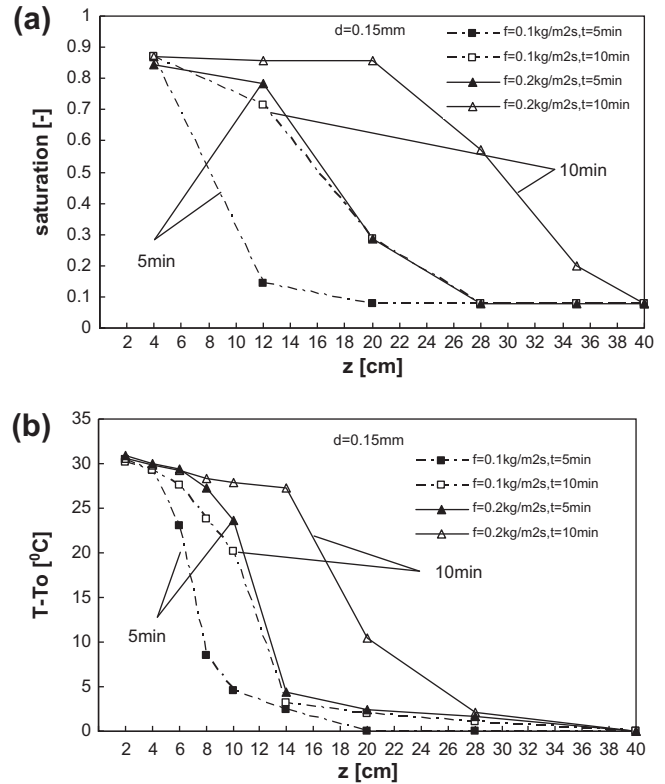 (a)
d=0.15mm
f=0.1kg/m2s,t=5min
f=0.1kg/m2s,t=10min
f=0.2kg/m2s,t=5min
f=0.2kg/m2s,t=10min
1
0.9
0.8
0.7
0.6
0.5
0.4
0.3
0.2
0.1
0
saturation [-]
10min
5min
2 4 6 8 10 12 14 16 18 20 22 24 26 28 30 32 34 36 38 40
z [cm]
(b)
d=0.15mm
f=0.1kg/m2s,t=5min
f=0.1kg/m2s,t=10min
f=0.2kg/m2s,t=5min
f=0.2kg/m2s,t=10min
35
30
25
20
15
10
5
0
T-To [⁰C]
10min
5min
2 4 6 8 10 12 14 16 18 20 22 24 26 28 30 32 34 36 38 40
z [cm]